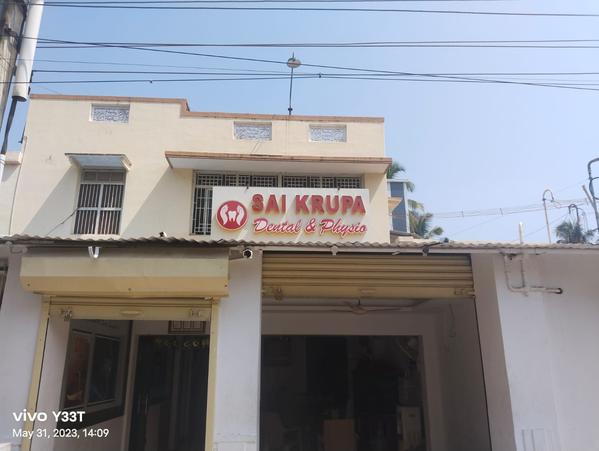 SAI KRUPA
Dental & Physio
vivo Y33T
May 31, 2023, 14:09